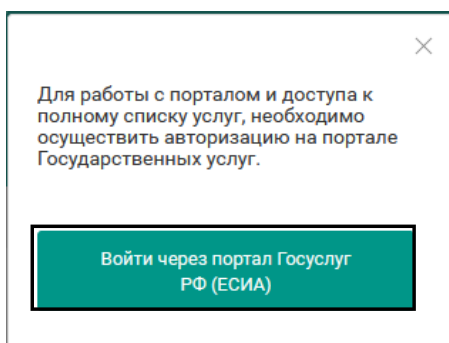 Для работы с порталом и доступа к
полному списку услуг, необходимо
осуществить авторизацию на портале
Государственных услуг.
Войти через портал Госуслуг
РФ (ЕСИА)